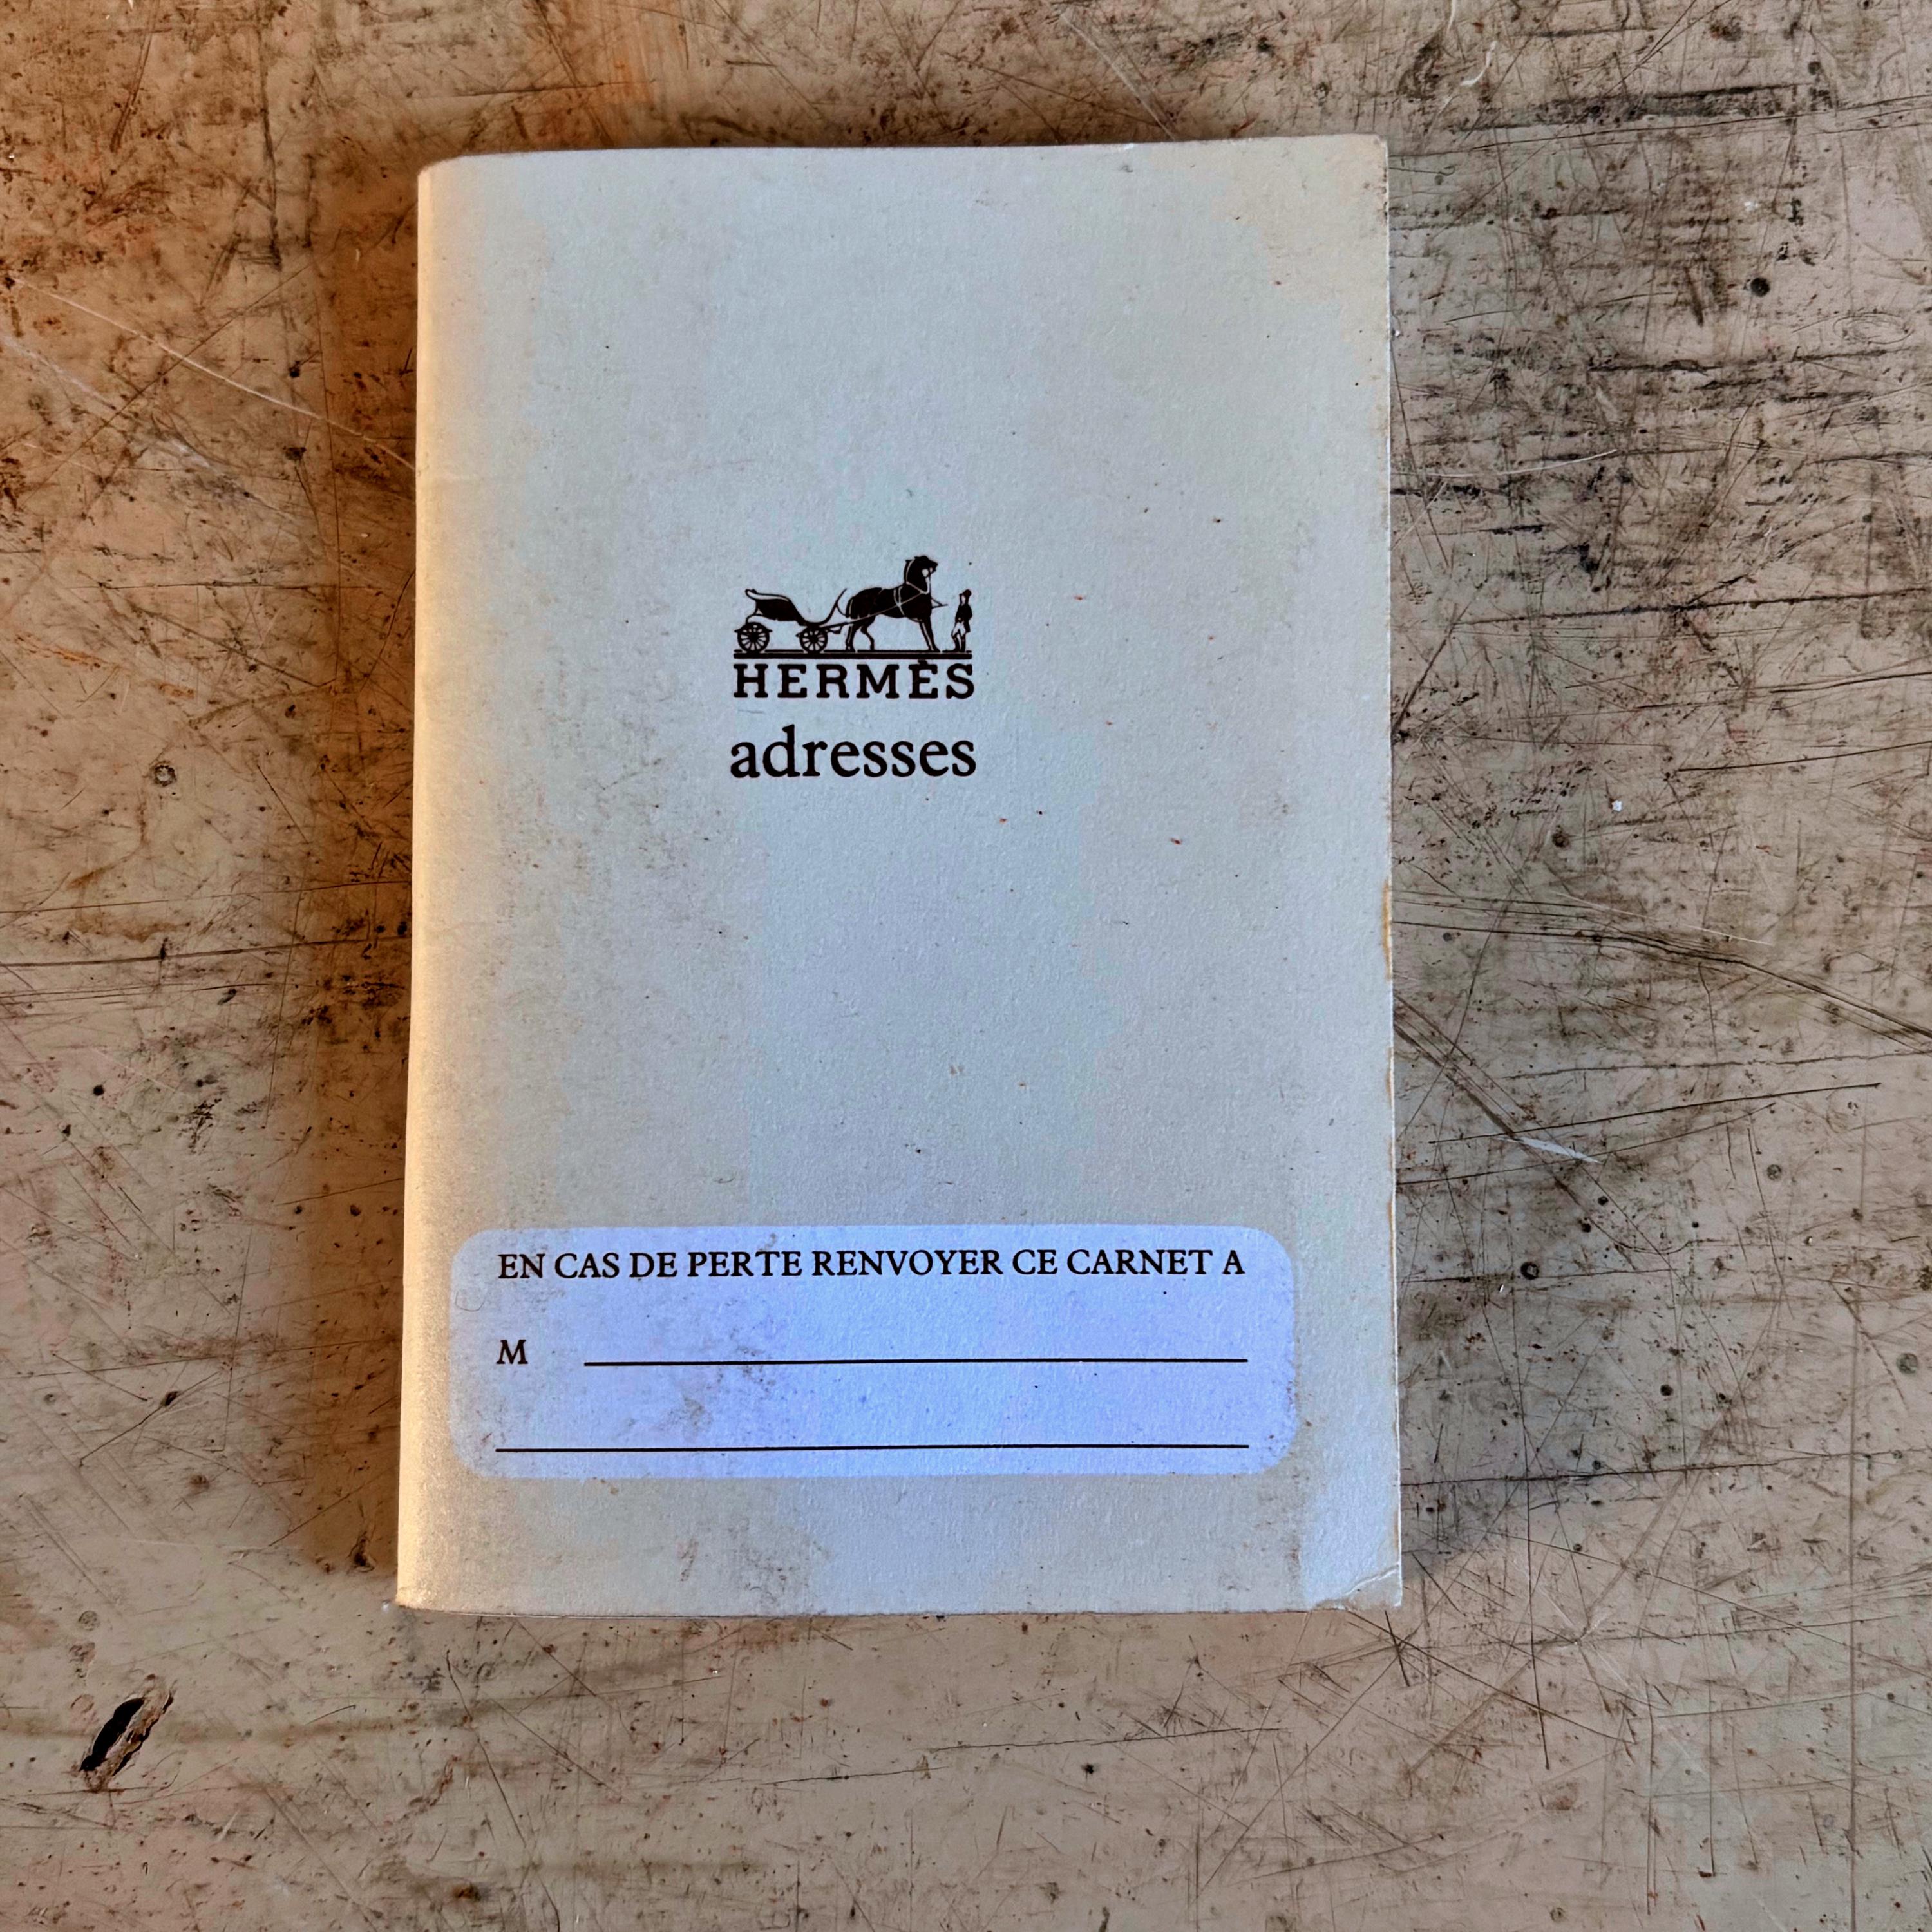 HERMÈS
adresses
EN CAS DE PERTE RENVOYER CE CARNET A
M